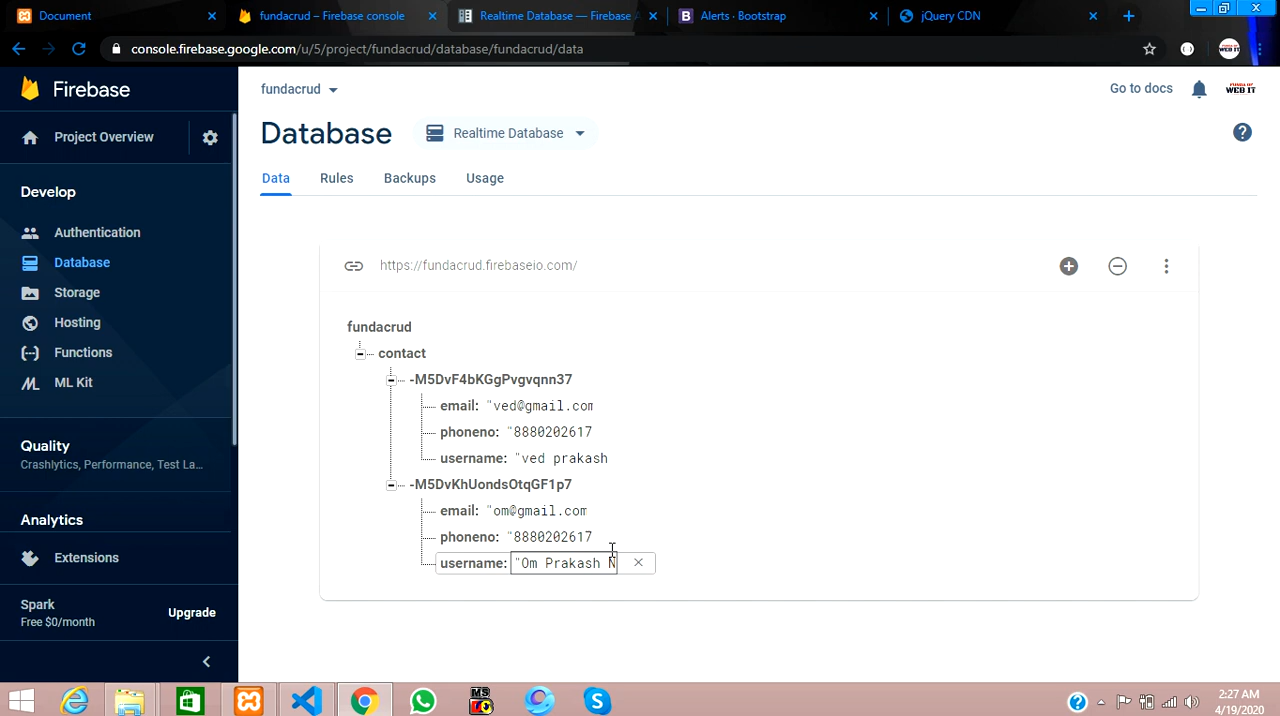 Document
fundacrud – Firebase console
Realtime Database — Firebase
Alerts · Bootstrap
jQuery CDN
console.firebase.google.com/u/5/project/fundacrud/database/fundacrud/data
Firebase
fundacrud
Go to docs
WEB IT
Project Overview
Database
Realtime Database
Data
Rules
Backups
Usage
Develop
Authentication
Database
Storage
Hosting
Functions
ML Kit
Quality
Crashlytics, Performance, Test La...
Analytics
Extensions
Spark
Free $0/month
Upgrade
https://fundacrud.firebaseio.com/
fundacrud
contact
-M5DvF4bKGgPvgvqnn37
email: "ved@gmail.com
phoneno: "8880202617
username: "ved prakash
-M5DvKhUondsOtqGF1p7
email: "om@gmail.com
phoneno: "8880202617
username: "Om Prakash N
2:27 AM
4/19/2020